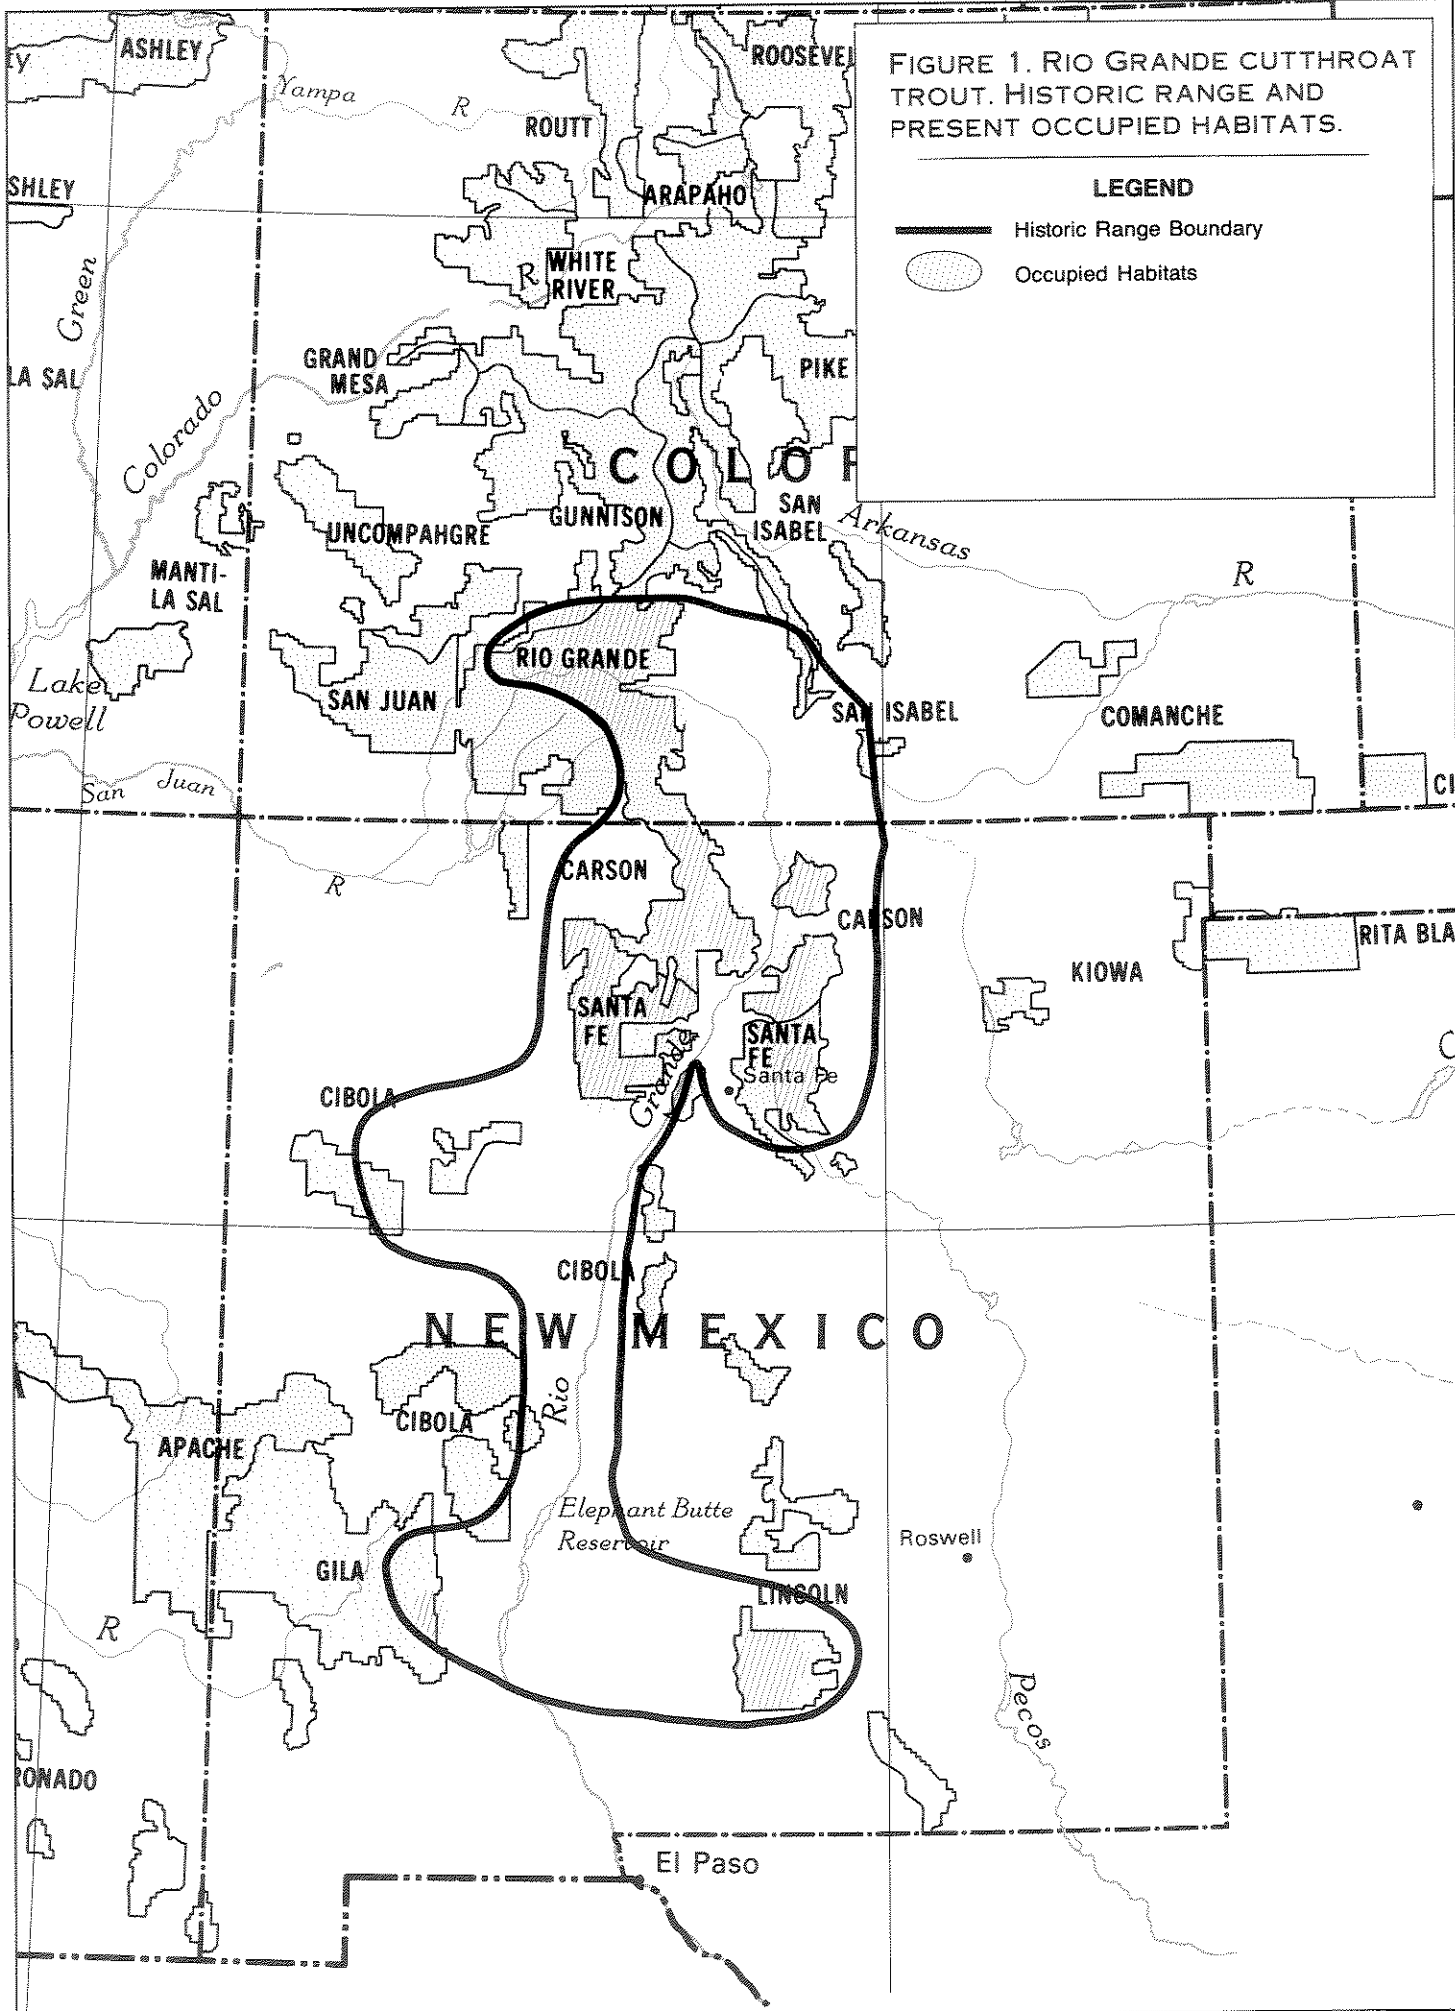 FIGURE 1. RIO GRANDE CUTTHROAT
TROUT. HISTORIC RANGE AND
PRESENT OCCUPIED HABITATS.
LEGEND
Historic Range Boundary
Occupied Habitats
ASHLEY
ROOSEVEL
Yampa
R
ROUTT
SHLEY
ARAPAHO
Green
R
WHITE
RIVER
GRAND
MESA
LA SAL
PIKE
Colorado
COLO
GUNNISON
SAN
ISABEL
Arkansas
R
UNCOMPAHGRE
MANTI-
LA SAL
RIO GRANDE
Lake
Powell
SAN JUAN
SAN ISABEL
COMANCHE
San Juan
CI
R
CARSON
CARSON
RITA BLA
KIOWA
SANTA
FE
SANTA
FE
Santa Fe
Grande
CIBOLA
CIBOLA
NEW MEXICO
Rio
CIBOLA
APACHE
Elephant Butte
Reservoir
Roswell
GILA
LINCOLN
R
Pecos
RONADO
El Paso